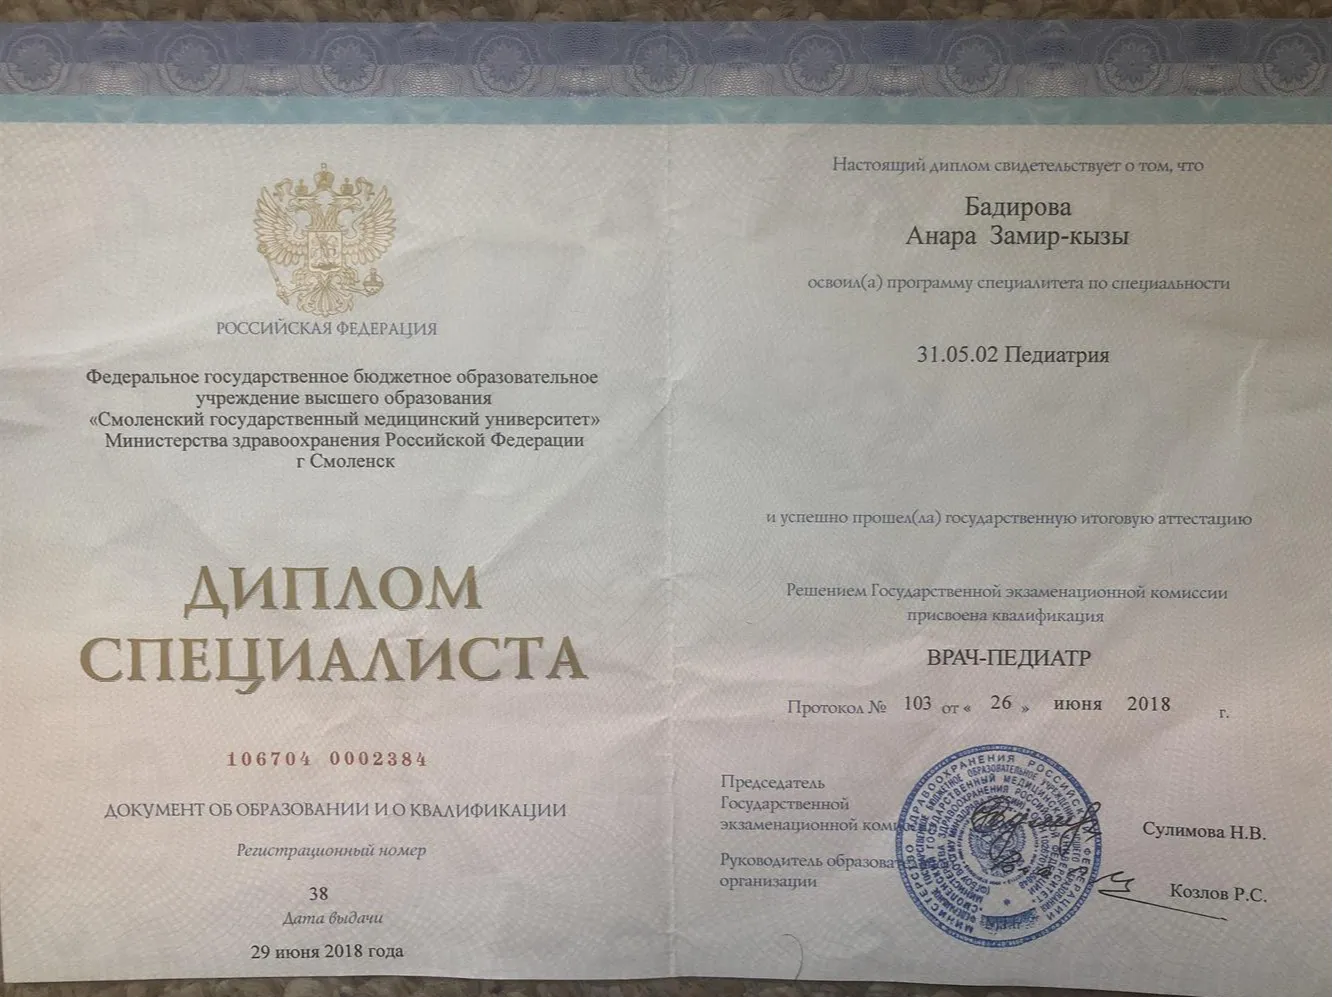 РОССИЙСКАЯ ФЕДЕРАЦИЯ
Федеральное государственное бюджетное образовательное
учреждение высшего образования
«Смоленский государственный медицинский университет»
Министерства здравоохранения Российской Федерации
г Смоленск
ДИПЛОМ
СПЕЦИАЛИСТА
106704 0002384
ДОКУМЕНТ ОБ ОБРАЗОВАНИИ И О КВАЛИФИКАЦИИ
Регистрационный номер
38
Дата выдачи
29 июня 2018 года
Настоящий диплом свидетельствует о том, что
Бадирова
Анара Замир-кызы
освоил(а) программу специалитета по специальности
31.05.02 Педиатрия
и успешно прошел(ла) государственную итоговую аттестацию
Решением Государственной экзаменационной комиссии
присвоена квалификация
ВРАЧ-ПЕДИАТР
Протокол № 103 от « 26 » июня 2018 г.
Председатель
Государственной
экзаменационной
Сулимова Н.В.
Руководитель
организации
Козлов Р.С.